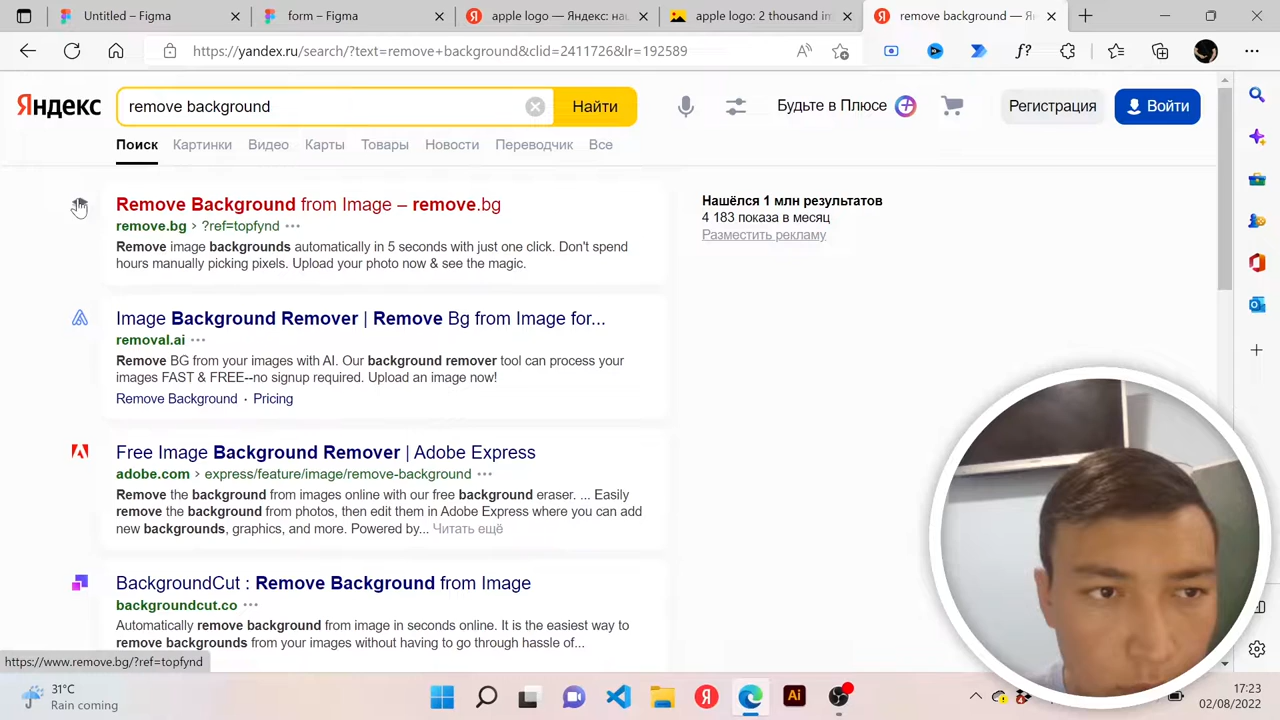 Untitled – Figma
form – Figma
apple logo — Яндекс: на
apple logo: 2 thousand im
remove background — Ян
https://yandex.ru/search/?text=remove+background&clid=2411726&lr=192589
Яндекс
remove background
Найти
Будьте в Плюсе
Регистрация
Войти
Поиск Картинки Видео Карты Товары Новости Переводчик Все
Remove Background from Image – remove.bg
remove.bg › ?ref=topfynd
Remove image backgrounds automatically in 5 seconds with just one click. Don't spend
hours manually picking pixels. Upload your photo now & see the magic.
Нашёлся 1 млн результатов
4 183 показа в месяц
Разместить рекламу
Image Background Remover | Remove Bg from Image for...
removal.ai
Remove BG from your images with AI. Our background remover tool can process your
images FAST & FREE--no signup required. Upload an image now!
Remove Background · Pricing
Free Image Background Remover | Adobe Express
adobe.com › express/feature/image/remove-background
Remove the background from images online with our free background eraser. ... Easily
remove the background from photos, then edit them in Adobe Express where you can add
new backgrounds, graphics, and more. Powered by... Читать ещё
BackgroundCut : Remove Background from Image
backgroundcut.co
Automatically remove background from image in seconds online. It is the easiest way to
remove backgrounds from your images without having to go through hassle of...
https://www.remove.bg/?ref=topfynd
31°C
Rain coming
Я
Ai
17:23
02/08/2022